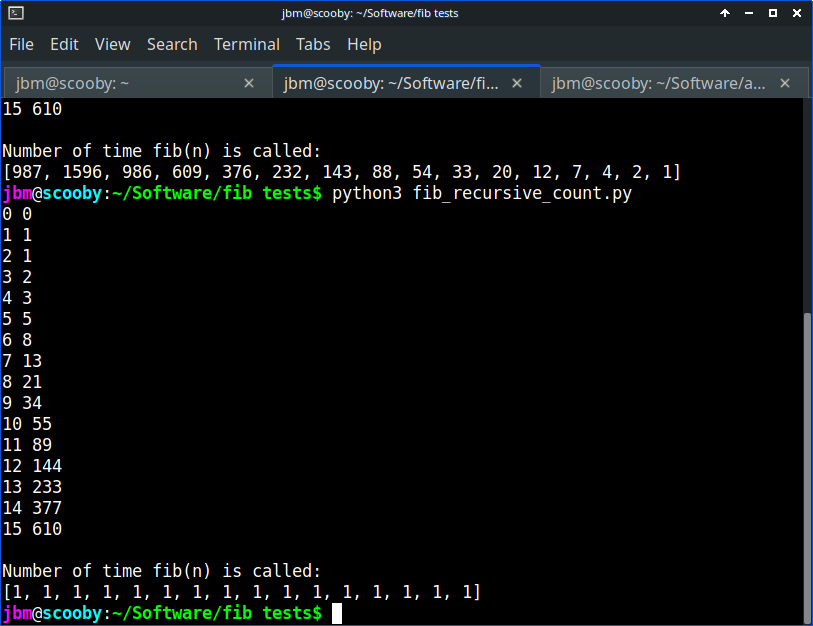 jbm@scooby: ~/Software/fib tests
File Edit View Search Terminal Tabs Help
jbm@scooby: ~ × jbm@scooby: ~/Software/fi... × jbm@scooby: ~/Software/a... ×
15 610
Number of time fib(n) is called:
[987, 1596, 986, 609, 376, 232, 143, 88, 54, 33, 20, 12, 7, 4, 2, 1]
jbm@scooby:~/Software/fib tests$ python3 fib_recursive_count.py
0 0
1 1
2 1
3 2
4 3
5 5
6 8
7 13
8 21
9 34
10 55
11 89
12 144
13 233
14 377
15 610
Number of time fib(n) is called:
[1, 1, 1, 1, 1, 1, 1, 1, 1, 1, 1, 1, 1, 1, 1, 1]
jbm@scooby:~/Software/fib tests$